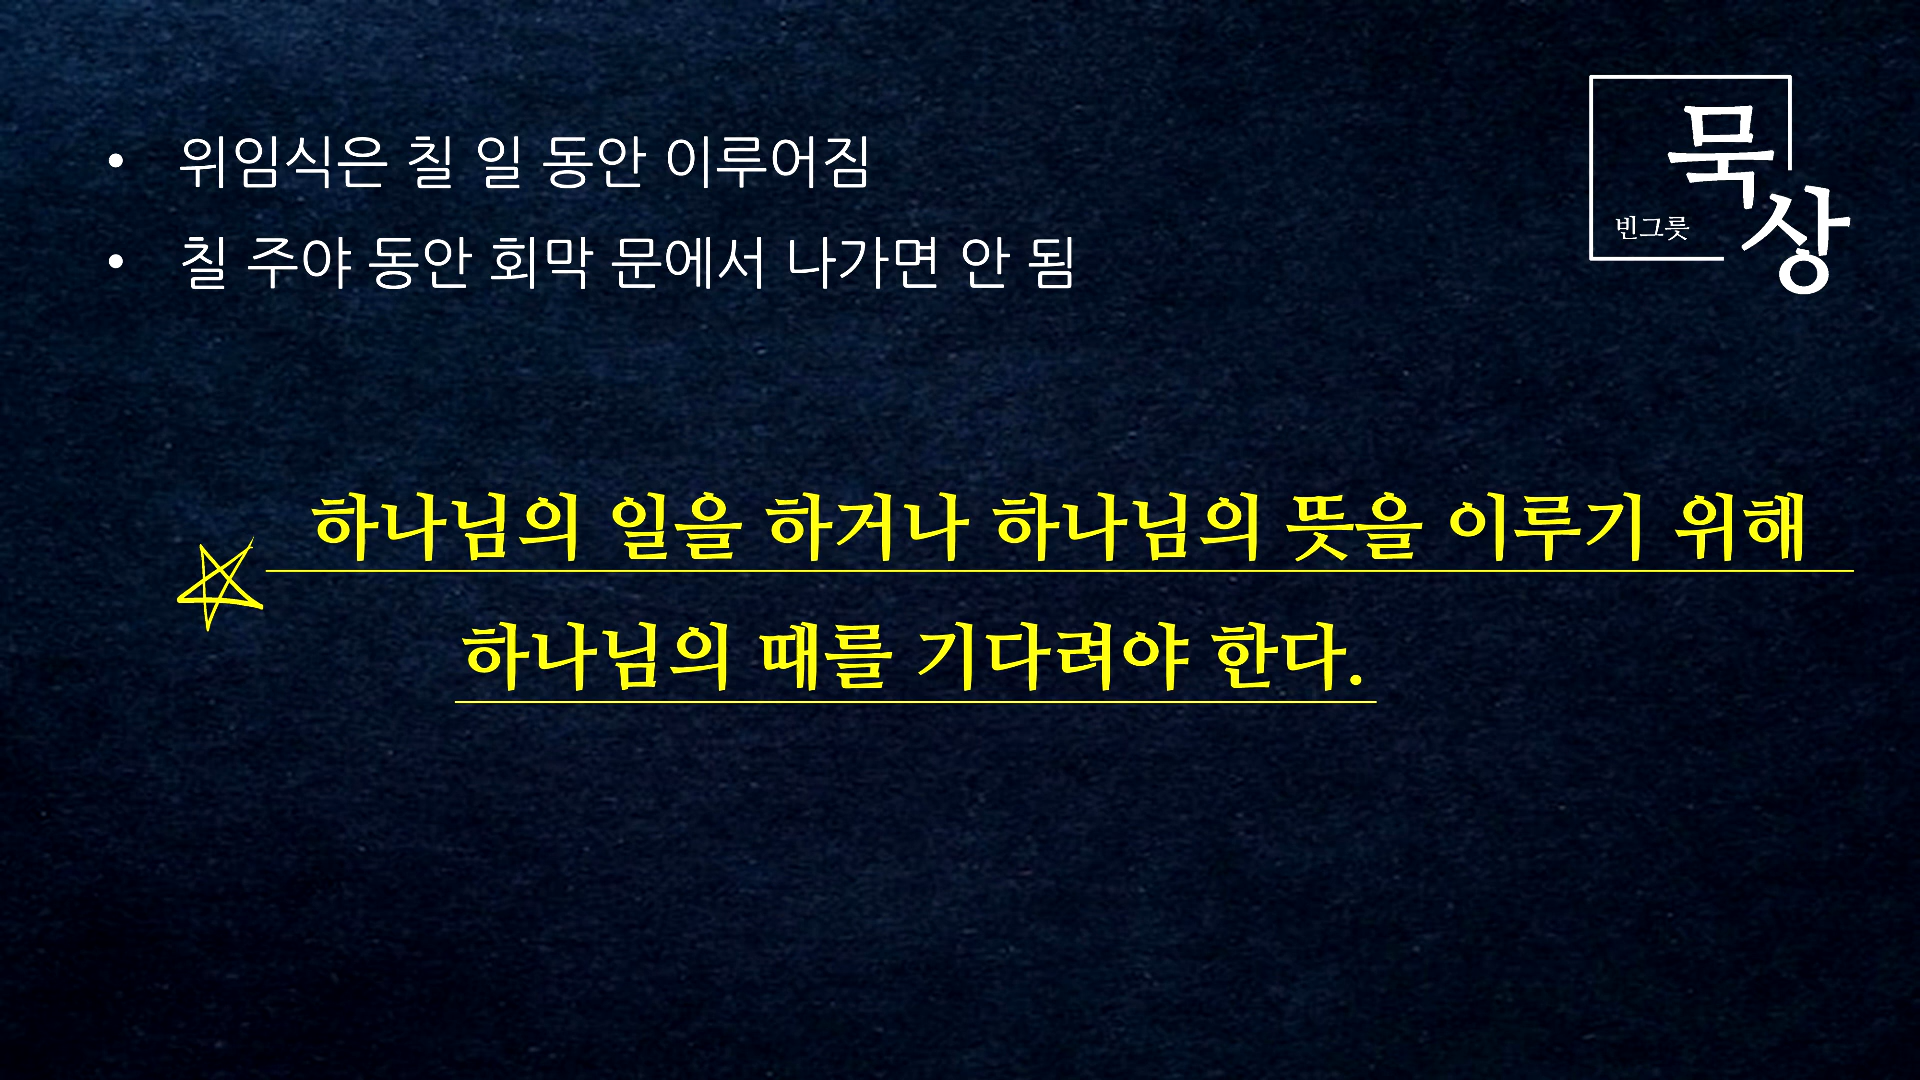 • 위임식은 칠 일 동안 이루어짐
• 칠 주야 동안 회막 문에서 나가면 안 됨
묵상
빈그릇
하나님의 일을 하거나 하나님의 뜻을 이루기 위해
하나님의 때를 기다려야 한다.